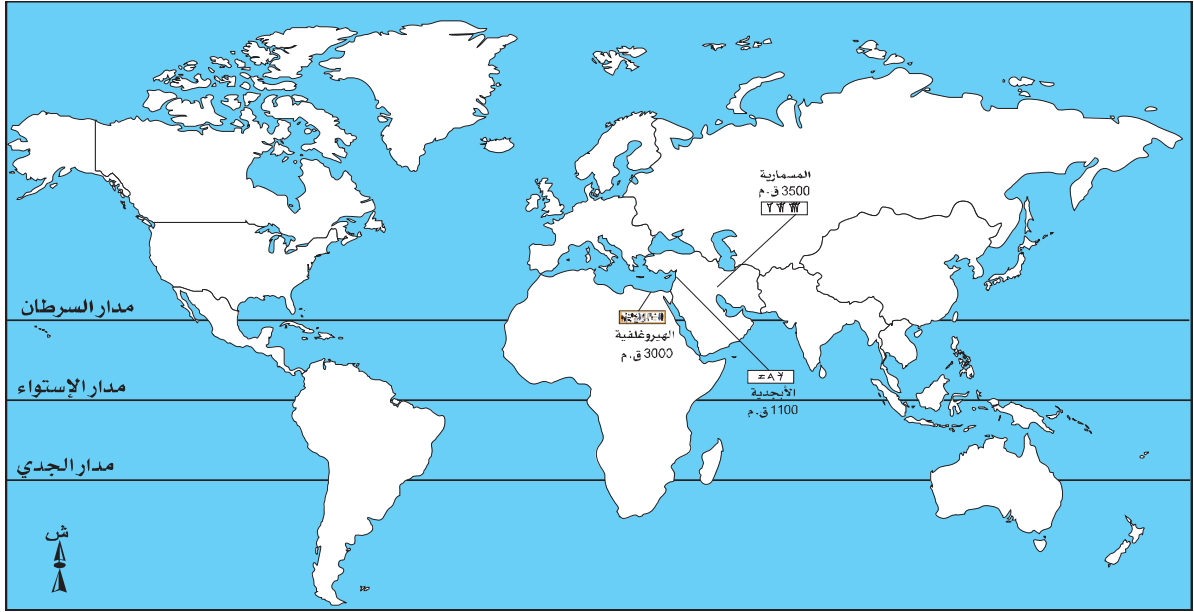 المسمارية
3500 ق.م
مدار السرطان
الهيروغلفية
3000 ق.م
مدار الإستواء
الأبجدية
1100 ق.م
مدار الجدي
ش